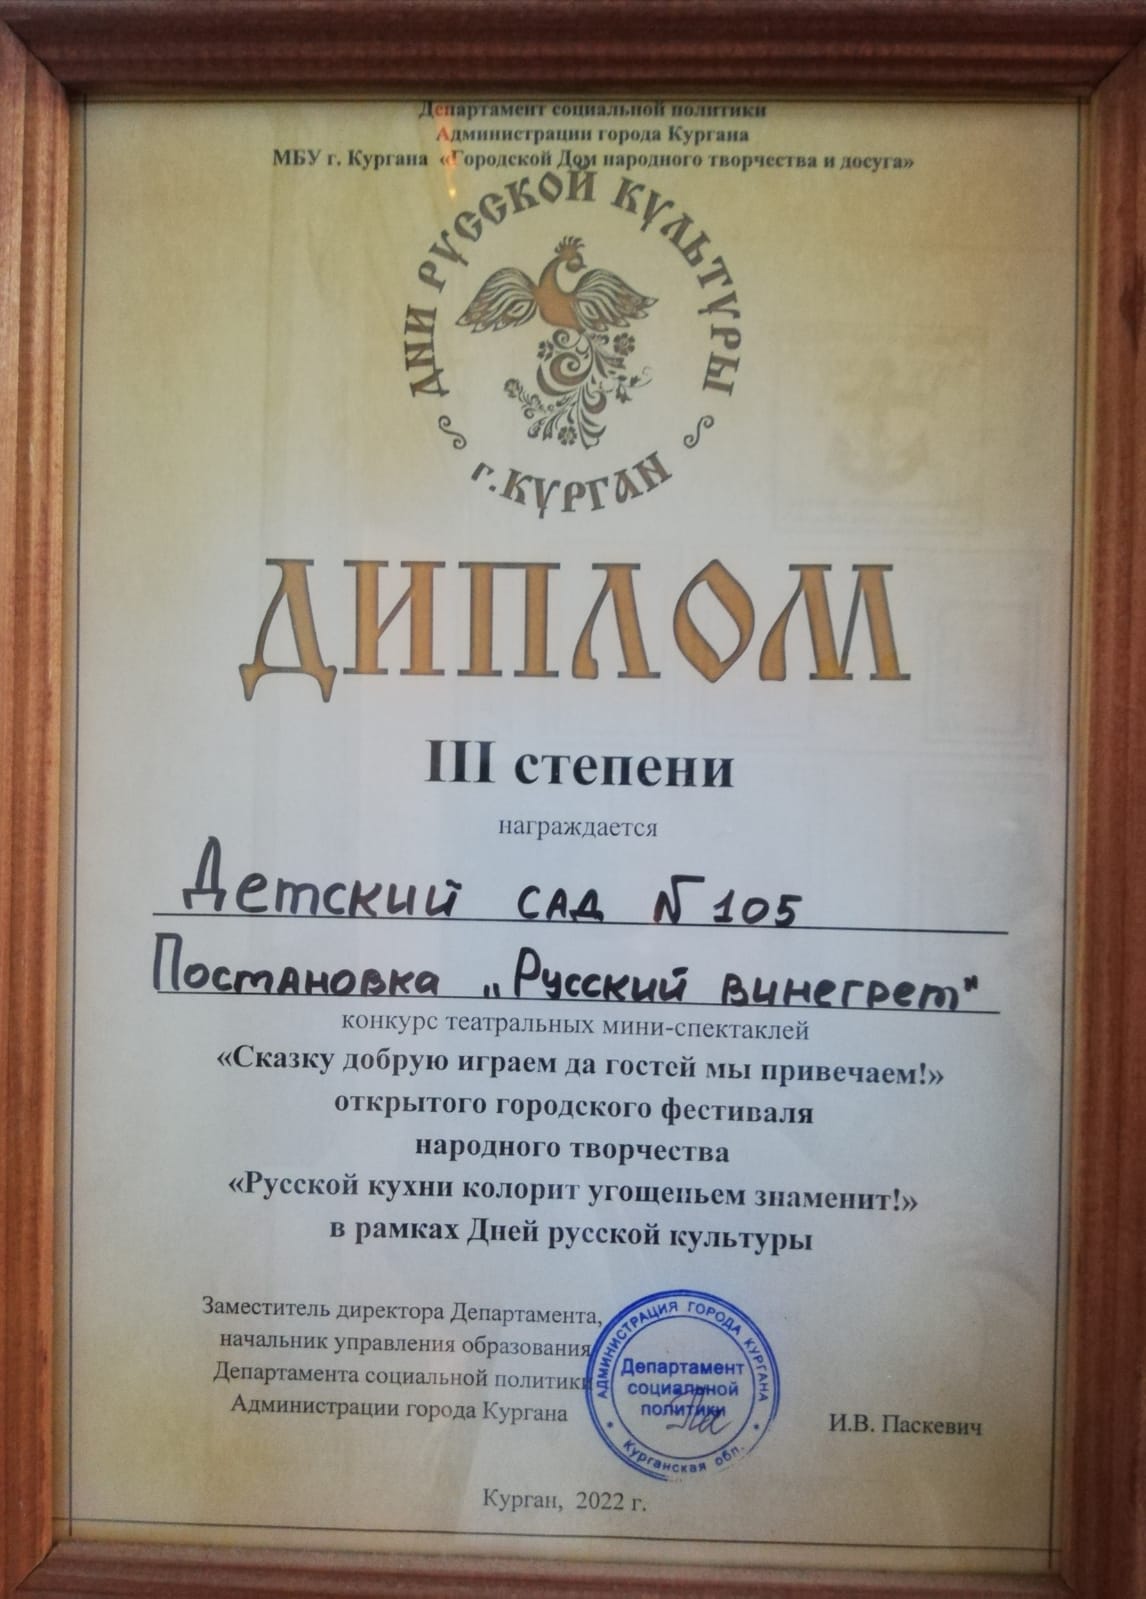 Департамент социальной политики
Администрации города Кургана
МБУ г. Кургана «Городской Дом народного творчества и досуга»
ДНИ РУССКОЙ КУЛЬТУРЫ
г. КУРГАН
ДИПЛОМ
III степени
награждается
Детский сад № 105
Постановка „Русский винегрет"
конкурс театральных мини-спектаклей
«Сказку добрую играем да гостей мы привечаем!»
открытого городского фестиваля
народного творчества
«Русской кухни колорит угощеньем знаменит!»
в рамках Дней русской культуры
Заместитель директора Департамента,
начальник управления образования
Департамента социальной политики
Администрации города Кургана
АДМИНИСТРАЦИЯ ГОРОДА КУРГАНА
Департамент
социальной
политики
* Курганская обл. *
И.В. Паскевич
Курган, 2022 г.